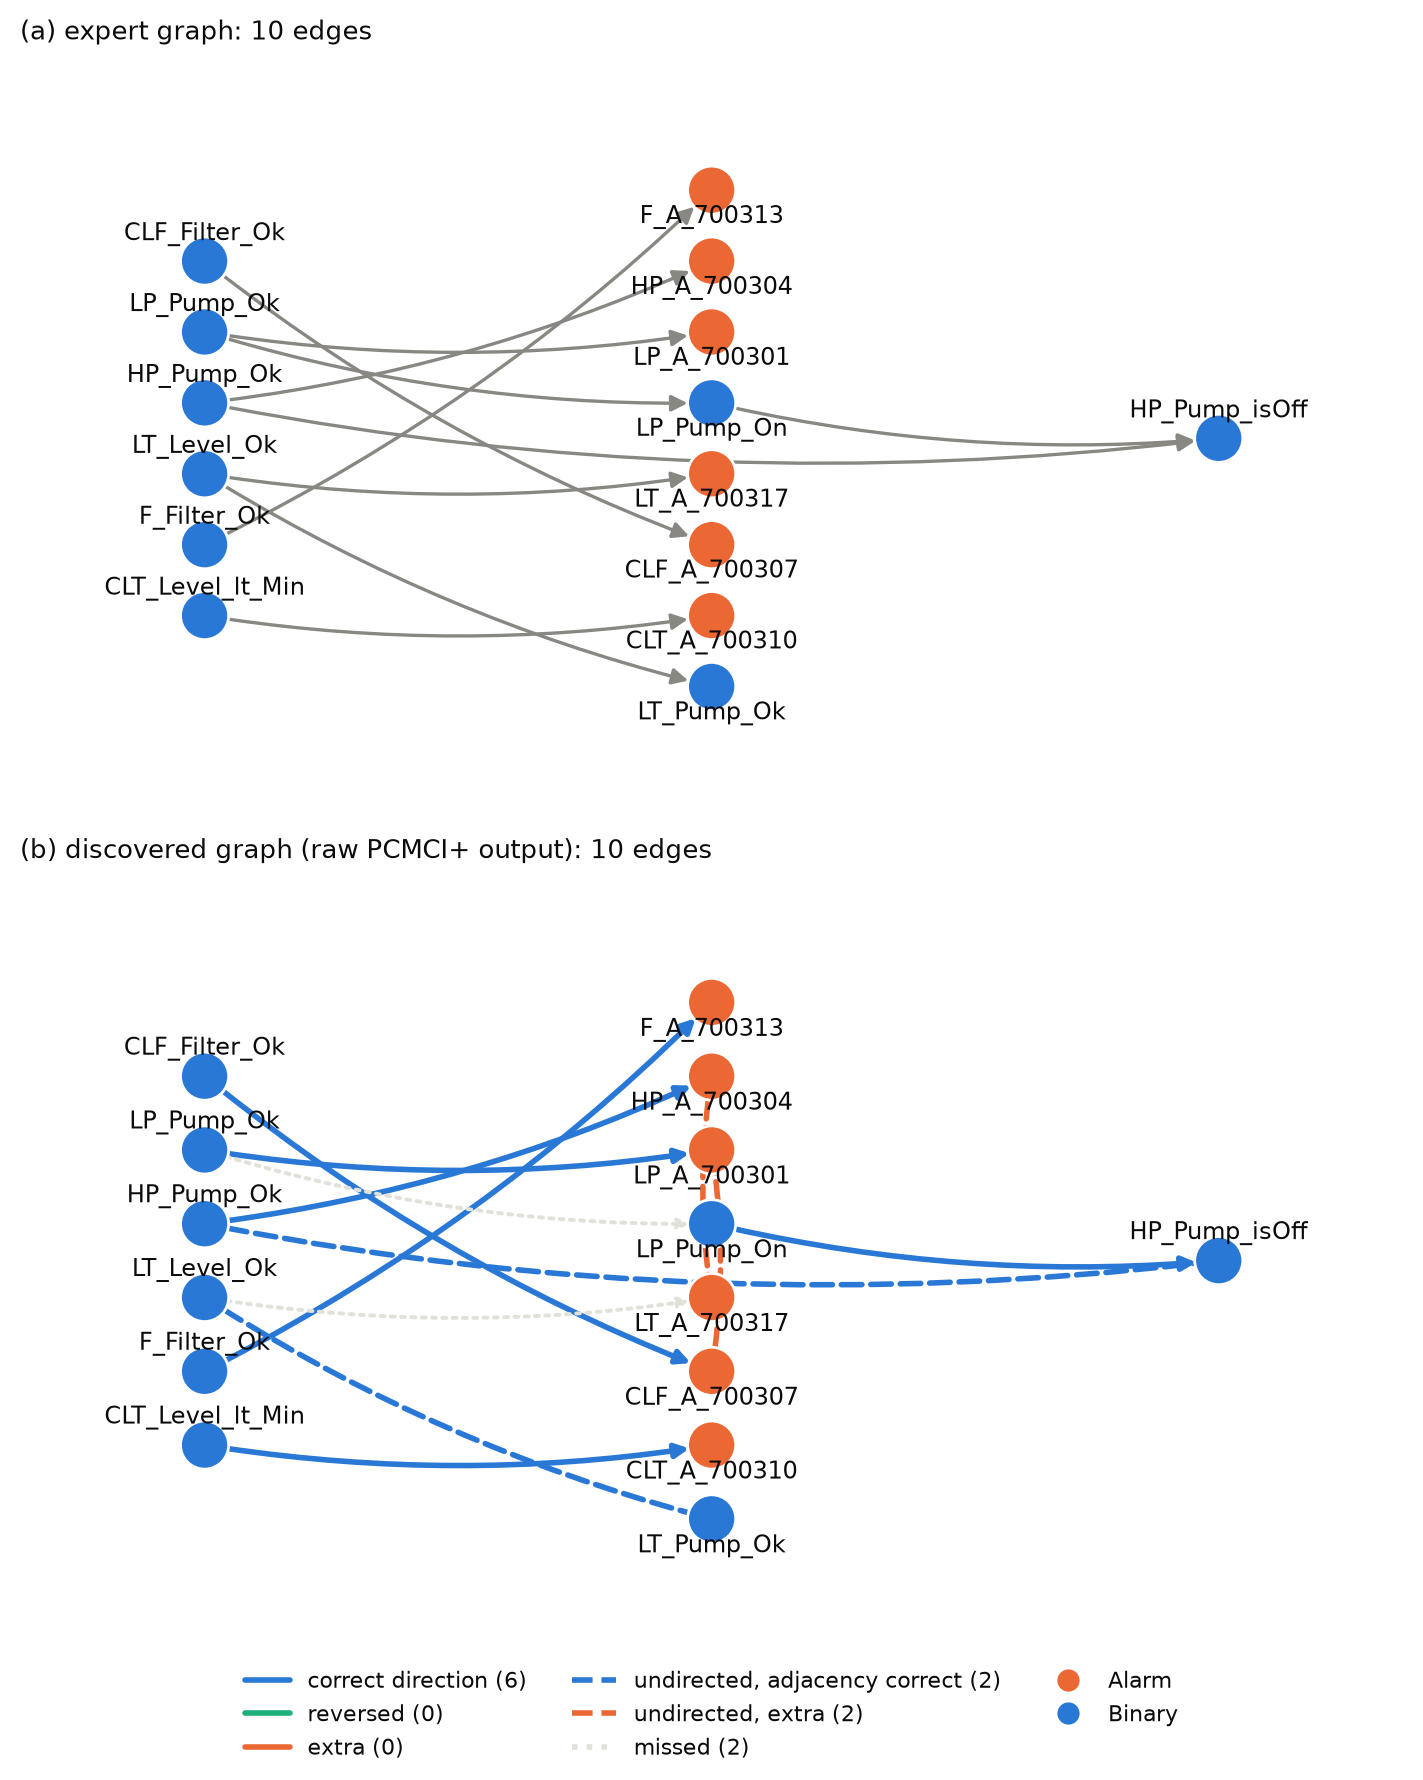 (a) expert graph: 10 edges
F_A_700313
CLF_Filter_Ok
HP_A_700304
LP_Pump_Ok
LP_A_700301
HP_Pump_Ok
HP_Pump_isOff
LP_Pump_On
LT_Level_Ok
LT_A_700317
F_Filter_Ok
CLF_A_700307
CLT_Level_lt_Min
CLT_A_700310
LT_Pump_Ok
(b) discovered graph (raw PCMCI+ output): 10 edges
F_A_700313
CLF_Filter_Ok
HP_A_700304
LP_Pump_Ok
LP_A_700301
HP_Pump_Ok
HP_Pump_isOff
LP_Pump_On
LT_Level_Ok
LT_A_700317
F_Filter_Ok
CLF_A_700307
CLT_Level_lt_Min
CLT_A_700310
LT_Pump_Ok
correct direction (6)
reversed (0)
extra (0)
undirected, adjacency correct (2)
undirected, extra (2)
missed (2)
Alarm
Binary